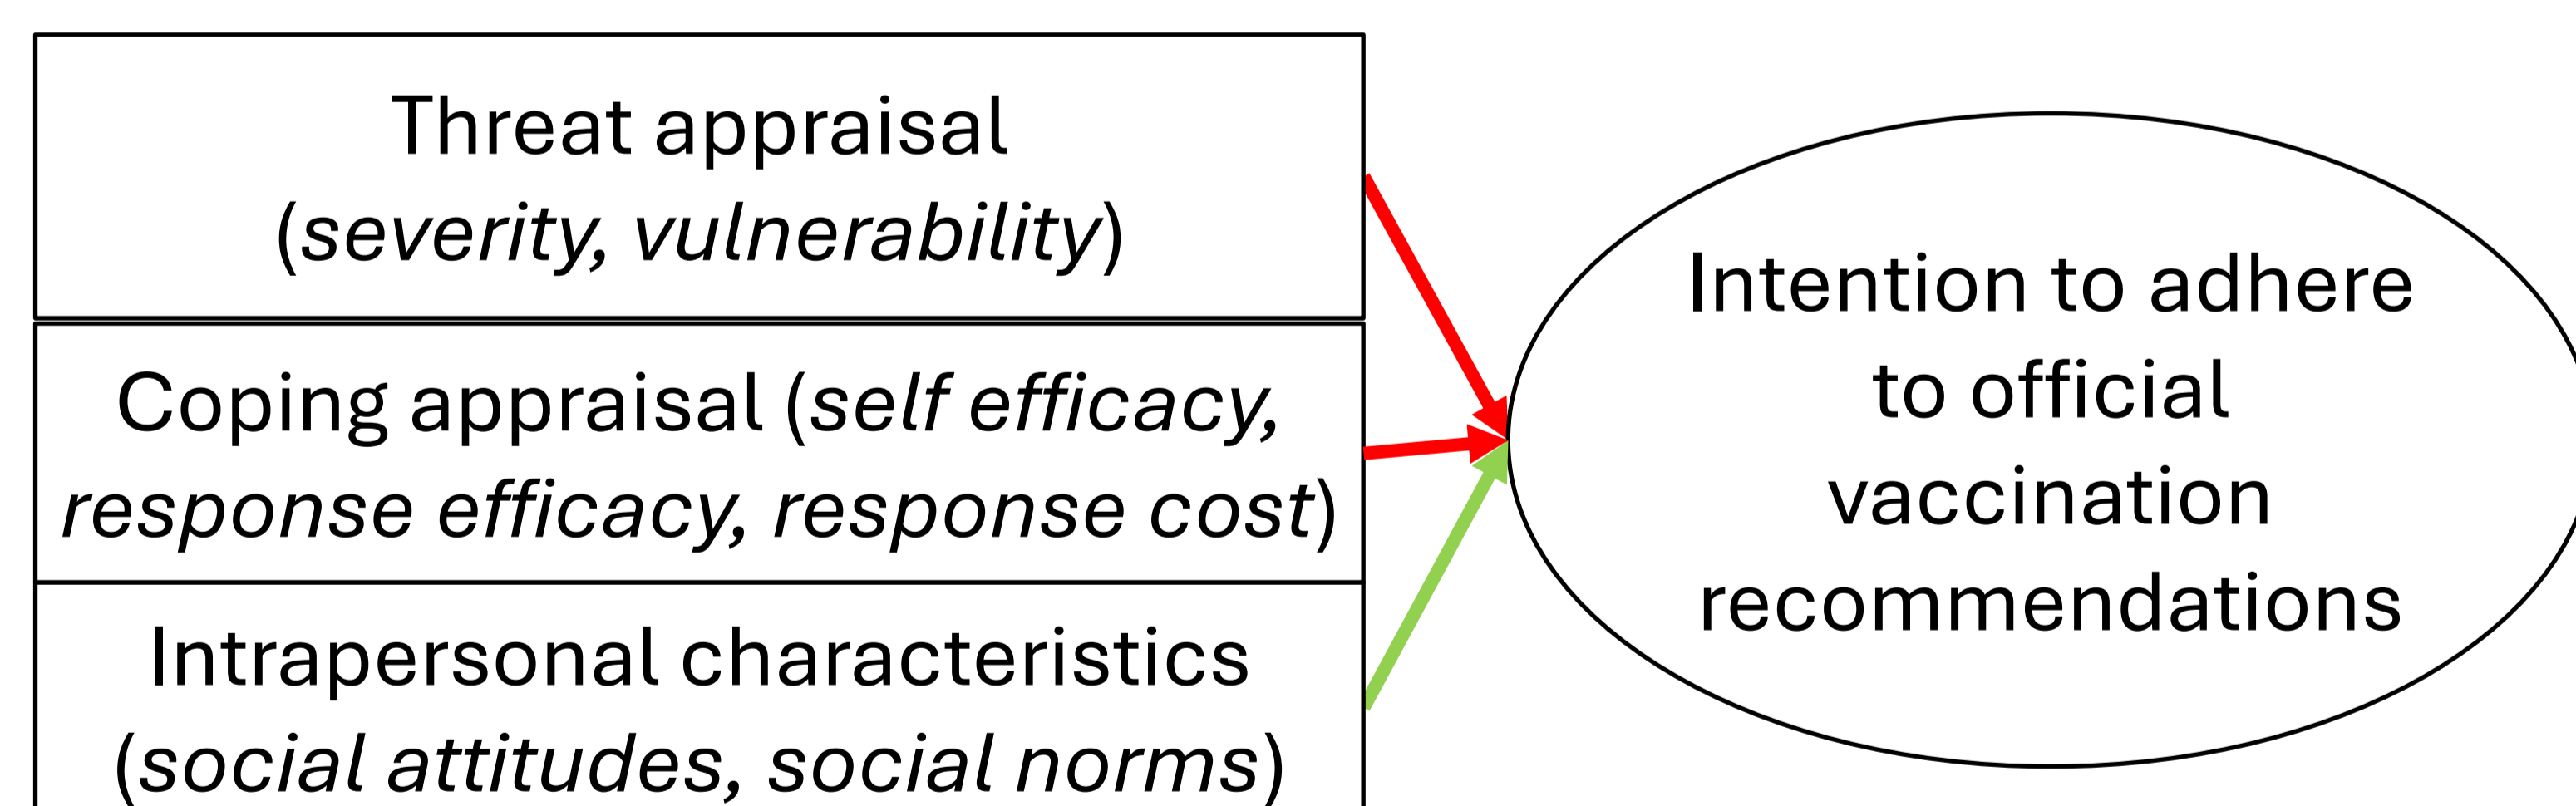 Threat appraisal
(severity, vulnerability)
Coping appraisal (self efficacy,
response efficacy, response cost)
Intrapersonal characteristics
(social attitudes, social norms)
Intention to adhere
to official
vaccination
recommendations